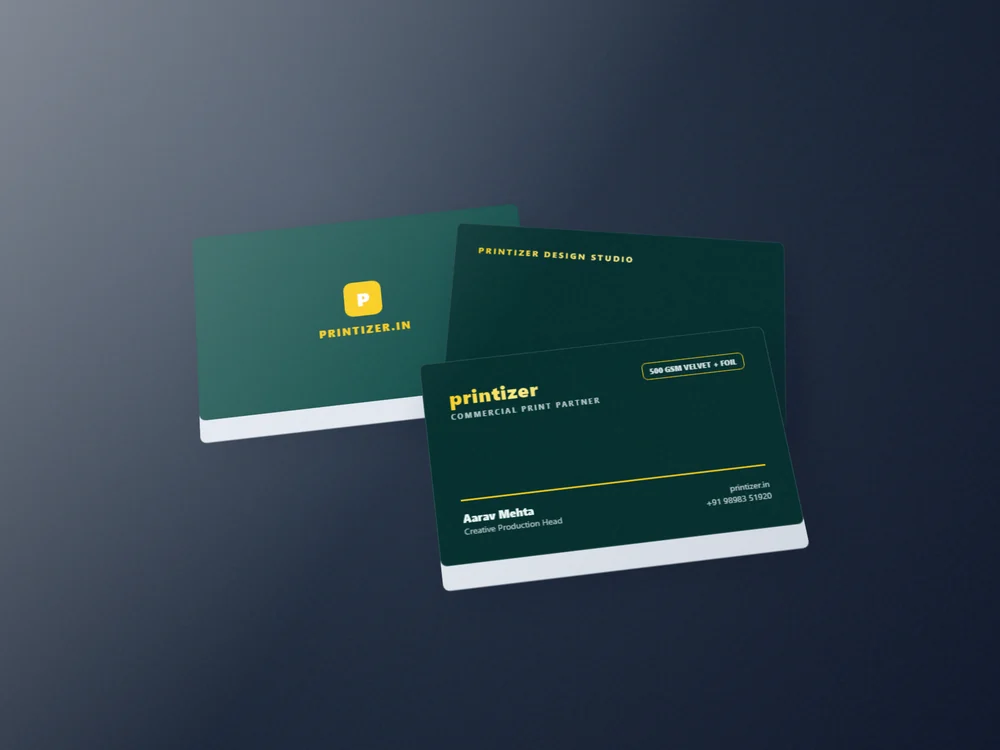 P
PRINTIZER.IN
PRINTIZER DESIGN STUDIO
500 GSM VELVET + FOIL
printizer
COMMERCIAL PRINT PARTNER
Aarav Mehta
Creative Production Head
printizer.in
+91 98983 51920